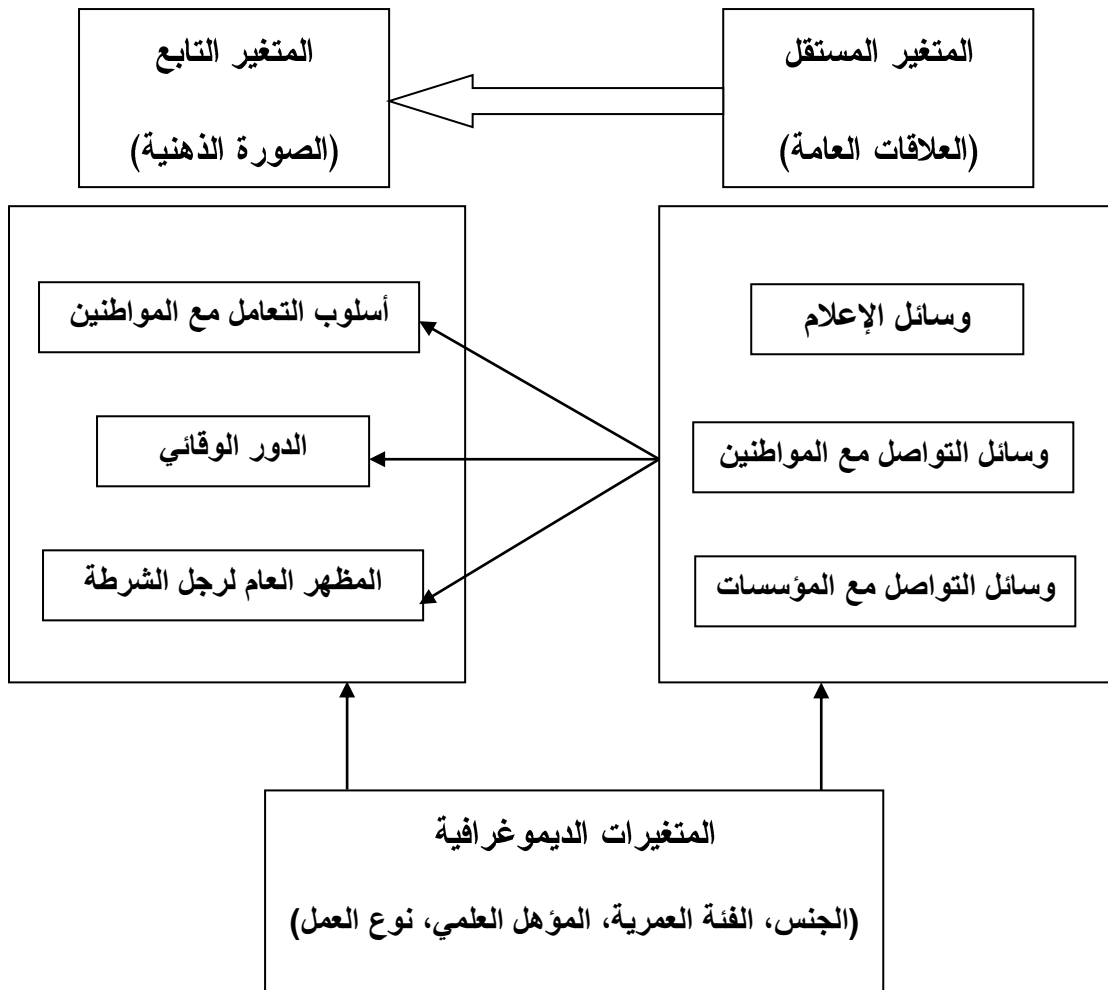 المتغير المستقل
(العلاقات العامة)
المتغير التابع
(الصورة الذهنية)
وسائل الإعلام
وسائل التواصل مع المواطنين
وسائل التواصل مع المؤسسات
أسلوب التعامل مع المواطنين
الدور الوقائي
المظهر العام لرجل الشرطة
المتغيرات الديموغرافية
(الجنس، الفئة العمرية، المؤهل العلمي، نوع العمل)